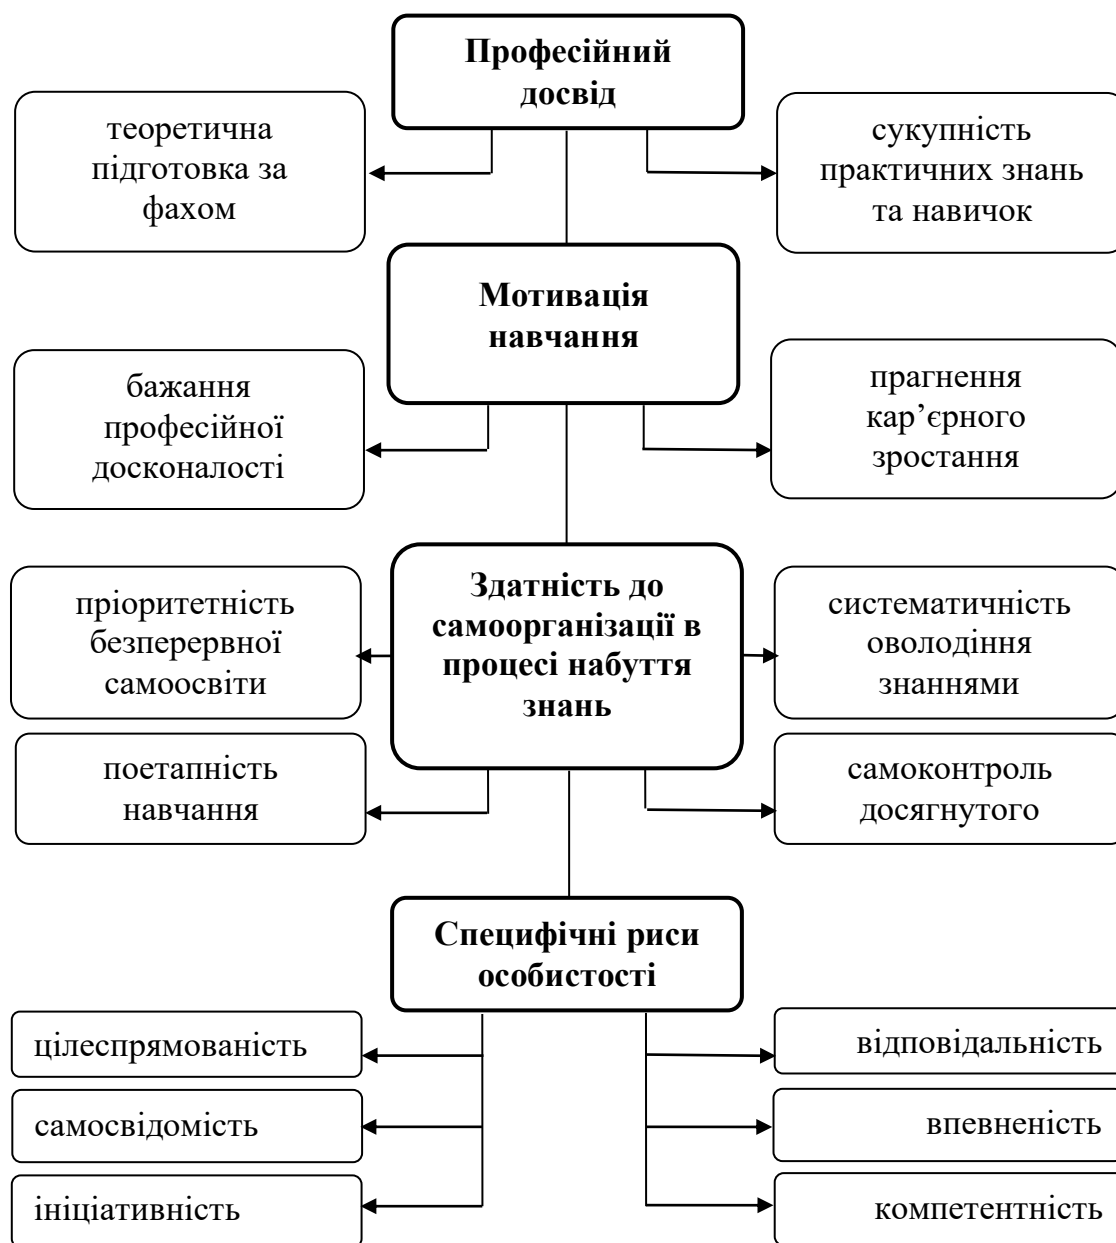 Професійний
досвід
теоретична
підготовка за
фахом
сукупність
практичних знань
та навичок
Мотивація
навчання
бажання
професійної
досконалості
прагнення
кар’єрного
зростання
Здатність до
самоорганізації в
процесі набуття
знань
пріоритетність
безперервної
самоосвіти
систематичність
оволодіння
знаннями
поетапність
навчання
самоконтроль
досягнутого
Специфічні риси
особистості
цілеспрямованість
відповідальність
самосвідомість
впевненість
ініціативність
компетентність